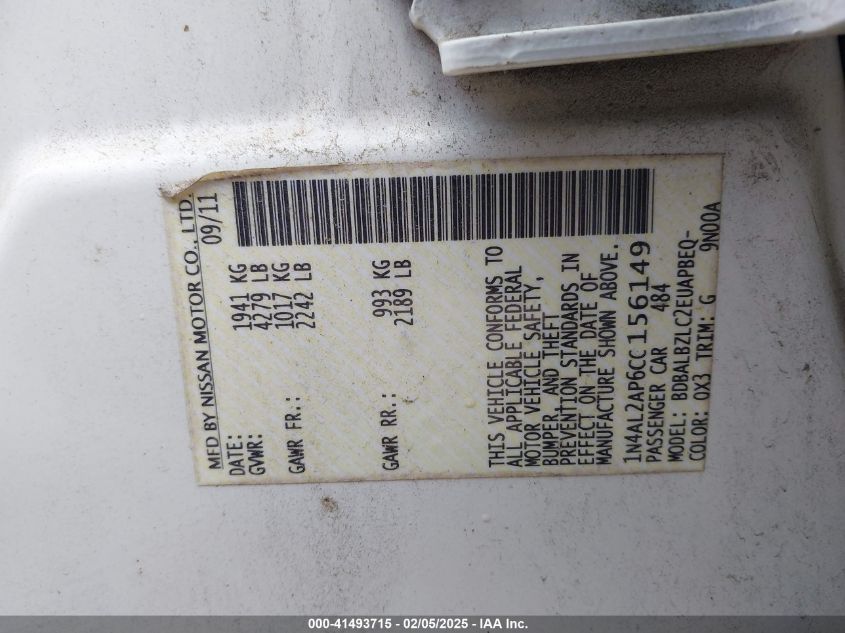 MFD BY NISSAN MOTOR CO., LTD.
DATE: 09/11
GVWR: 1941 KG
4279 LB
GAWR FR.: 1017 KG
2242 LB
GAWR RR.: 993 KG
2189 LB
THIS VEHICLE CONFORMS TO
ALL APPLICABLE FEDERAL
MOTOR VEHICLE SAFETY,
BUMPER, AND THEFT
PREVENTION STANDARDS IN
EFFECT ON THE DATE OF
MANUFACTURE SHOWN ABOVE.
1N4AL2AP6CC156149
PASSENGER CAR 484
MODEL: BDBALBZLC2EUAPBEQ-
COLOR: QX3 TRIM: G 9N00A
000-41493715 - 02/05/2025 - IAA Inc.